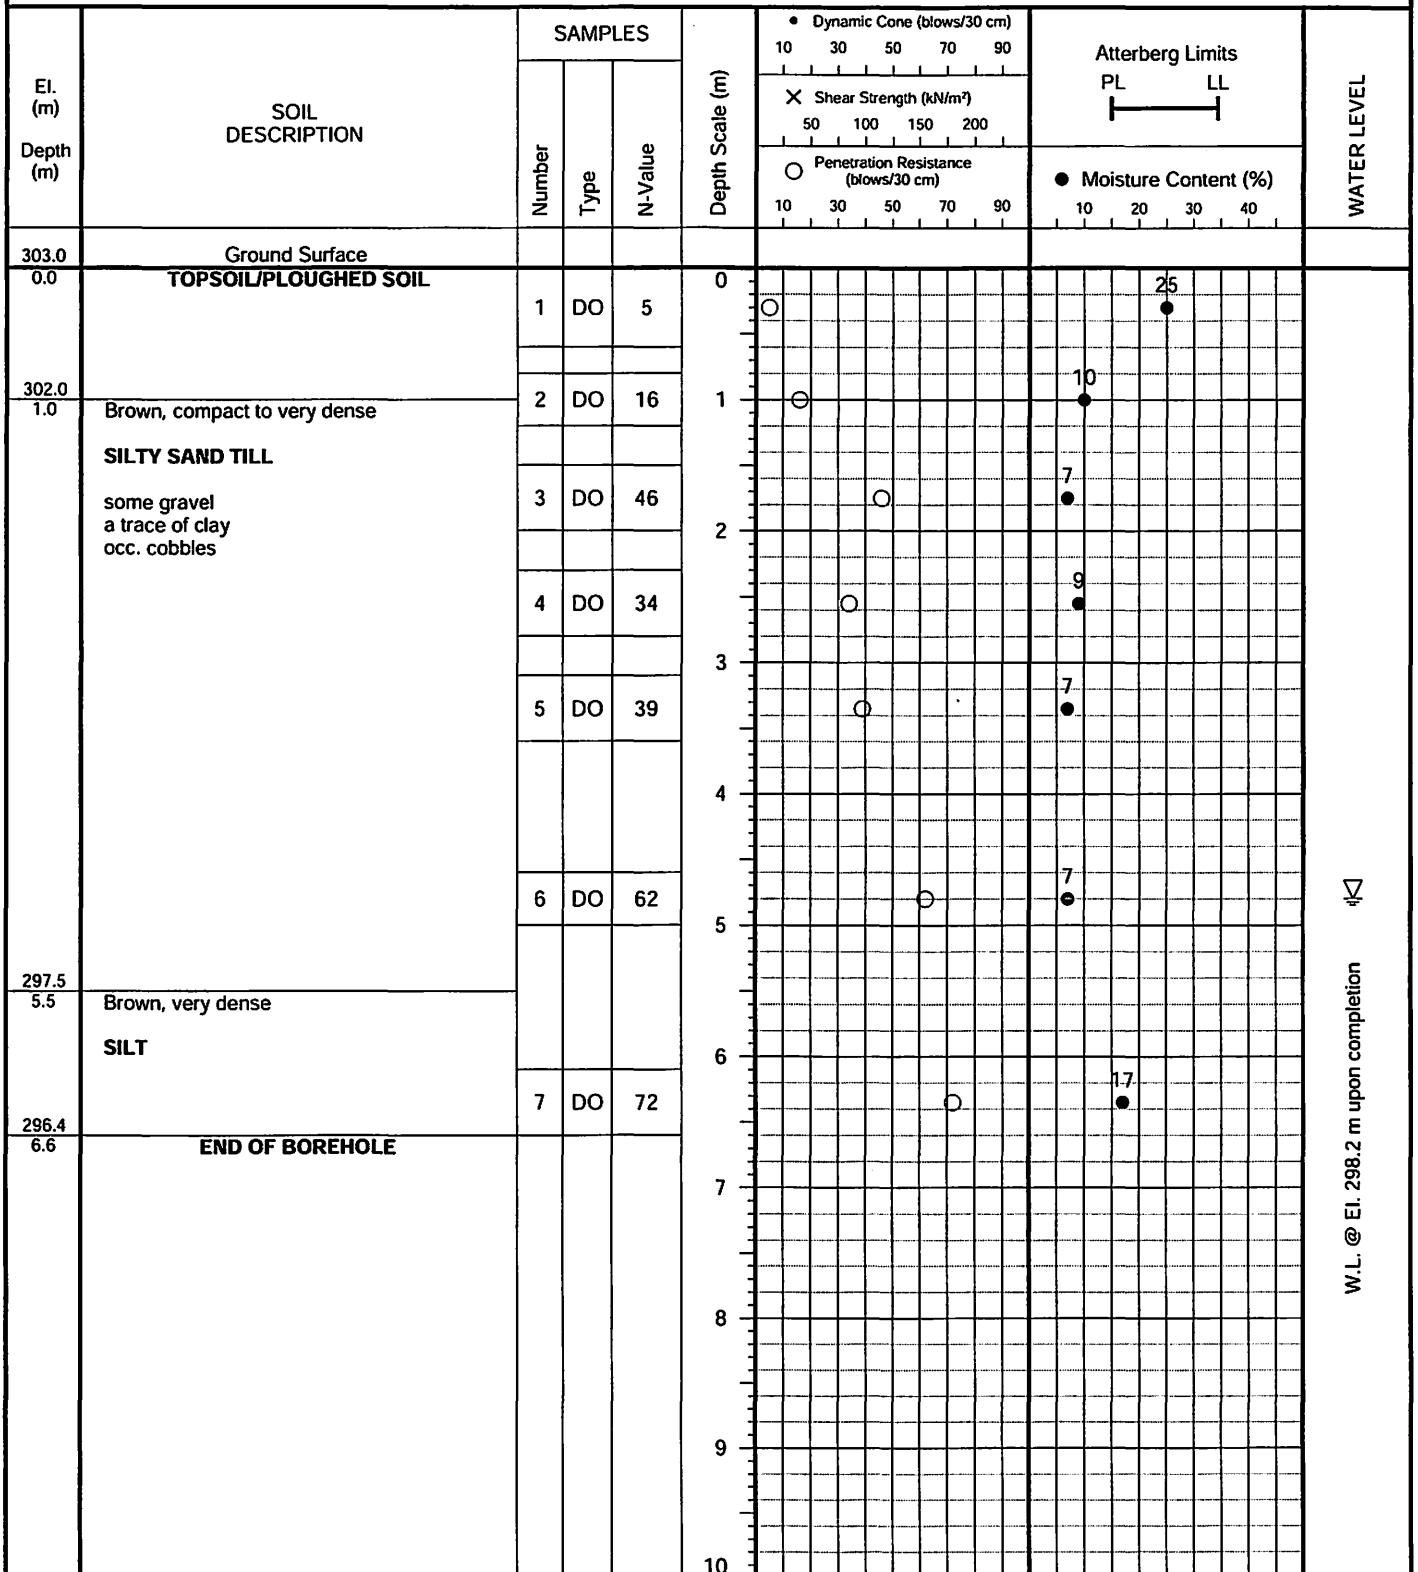 El.
(m)
Depth
(m)
SOIL
DESCRIPTION
SAMPLES
Number
Type
N-Value
Depth Scale (m)
• Dynamic Cone (blows/30 cm)
10 30 50 70 90
X Shear Strength (kN/m²)
50 100 150 200
O Penetration Resistance
(blows/30 cm)
10 30 50 70 90
Atterberg Limits
PL LL
● Moisture Content (%)
10 20 30 40
WATER LEVEL
303.0 Ground Surface
0.0 TOPSOIL/PLOUGHED SOIL
0
25
1 DO 5
10
302.0
1.0 Brown, compact to very dense
2 DO 16
1
SILTY SAND TILL
7
some gravel
3 DO 46
a trace of clay
2
occ. cobbles
9
4 DO 34
3
7
5 DO 39
4
7
6 DO 62
5
297.5
5.5 Brown, very dense
SILT
6
17
7 DO 72
296.4
6.6 END OF BOREHOLE
7
8
9
10
W.L. @ El. 298.2 m upon completion